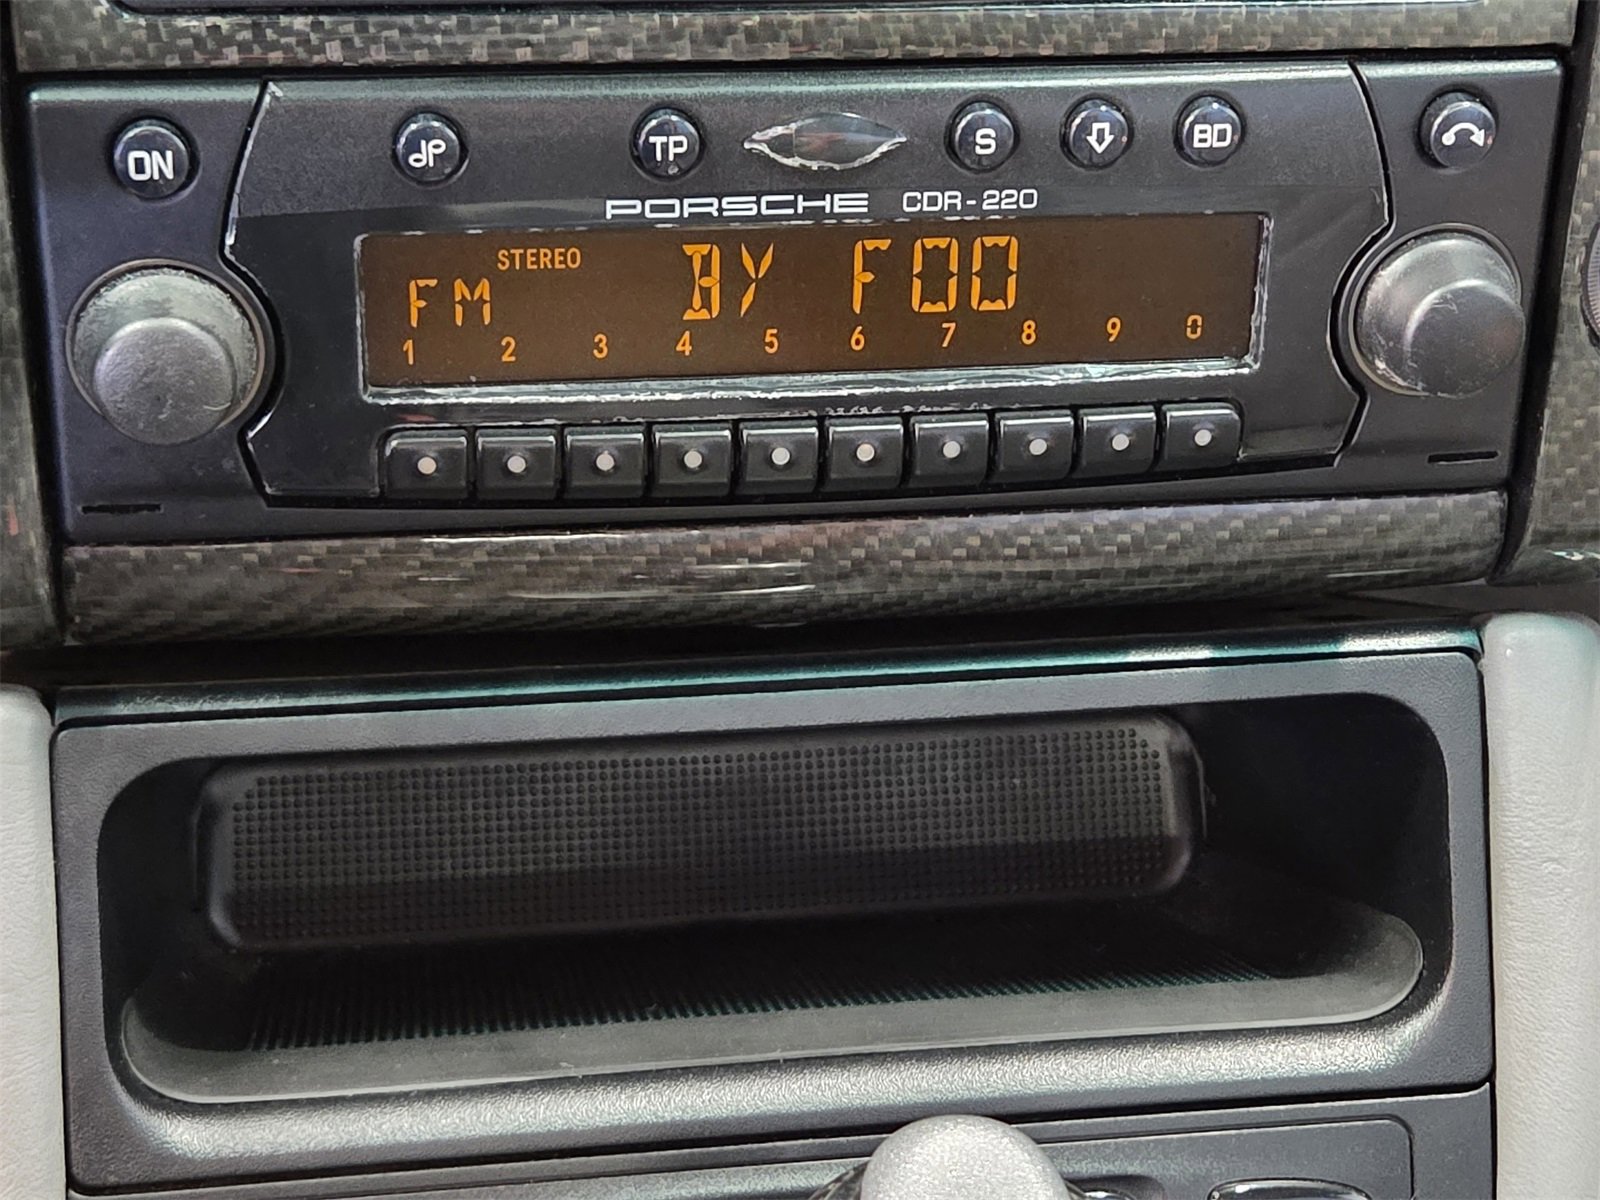 ON TP S BD
PORSCHE CDR-220
STEREO
FM BY FOO
1 2 3 4 5 6 7 8 9 0